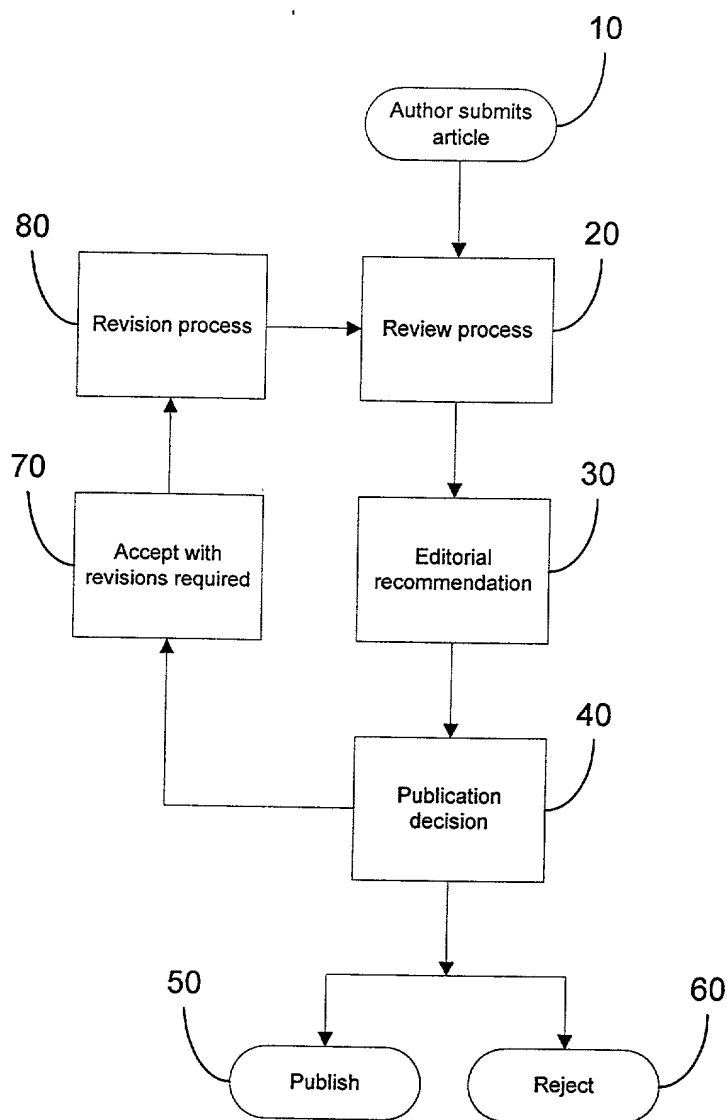 10
Author submits
article
80
20
Revision process
Review process
70
30
Accept with
revisions required
Editorial
recommendation
40
Publication
decision
50
60
Publish
Reject